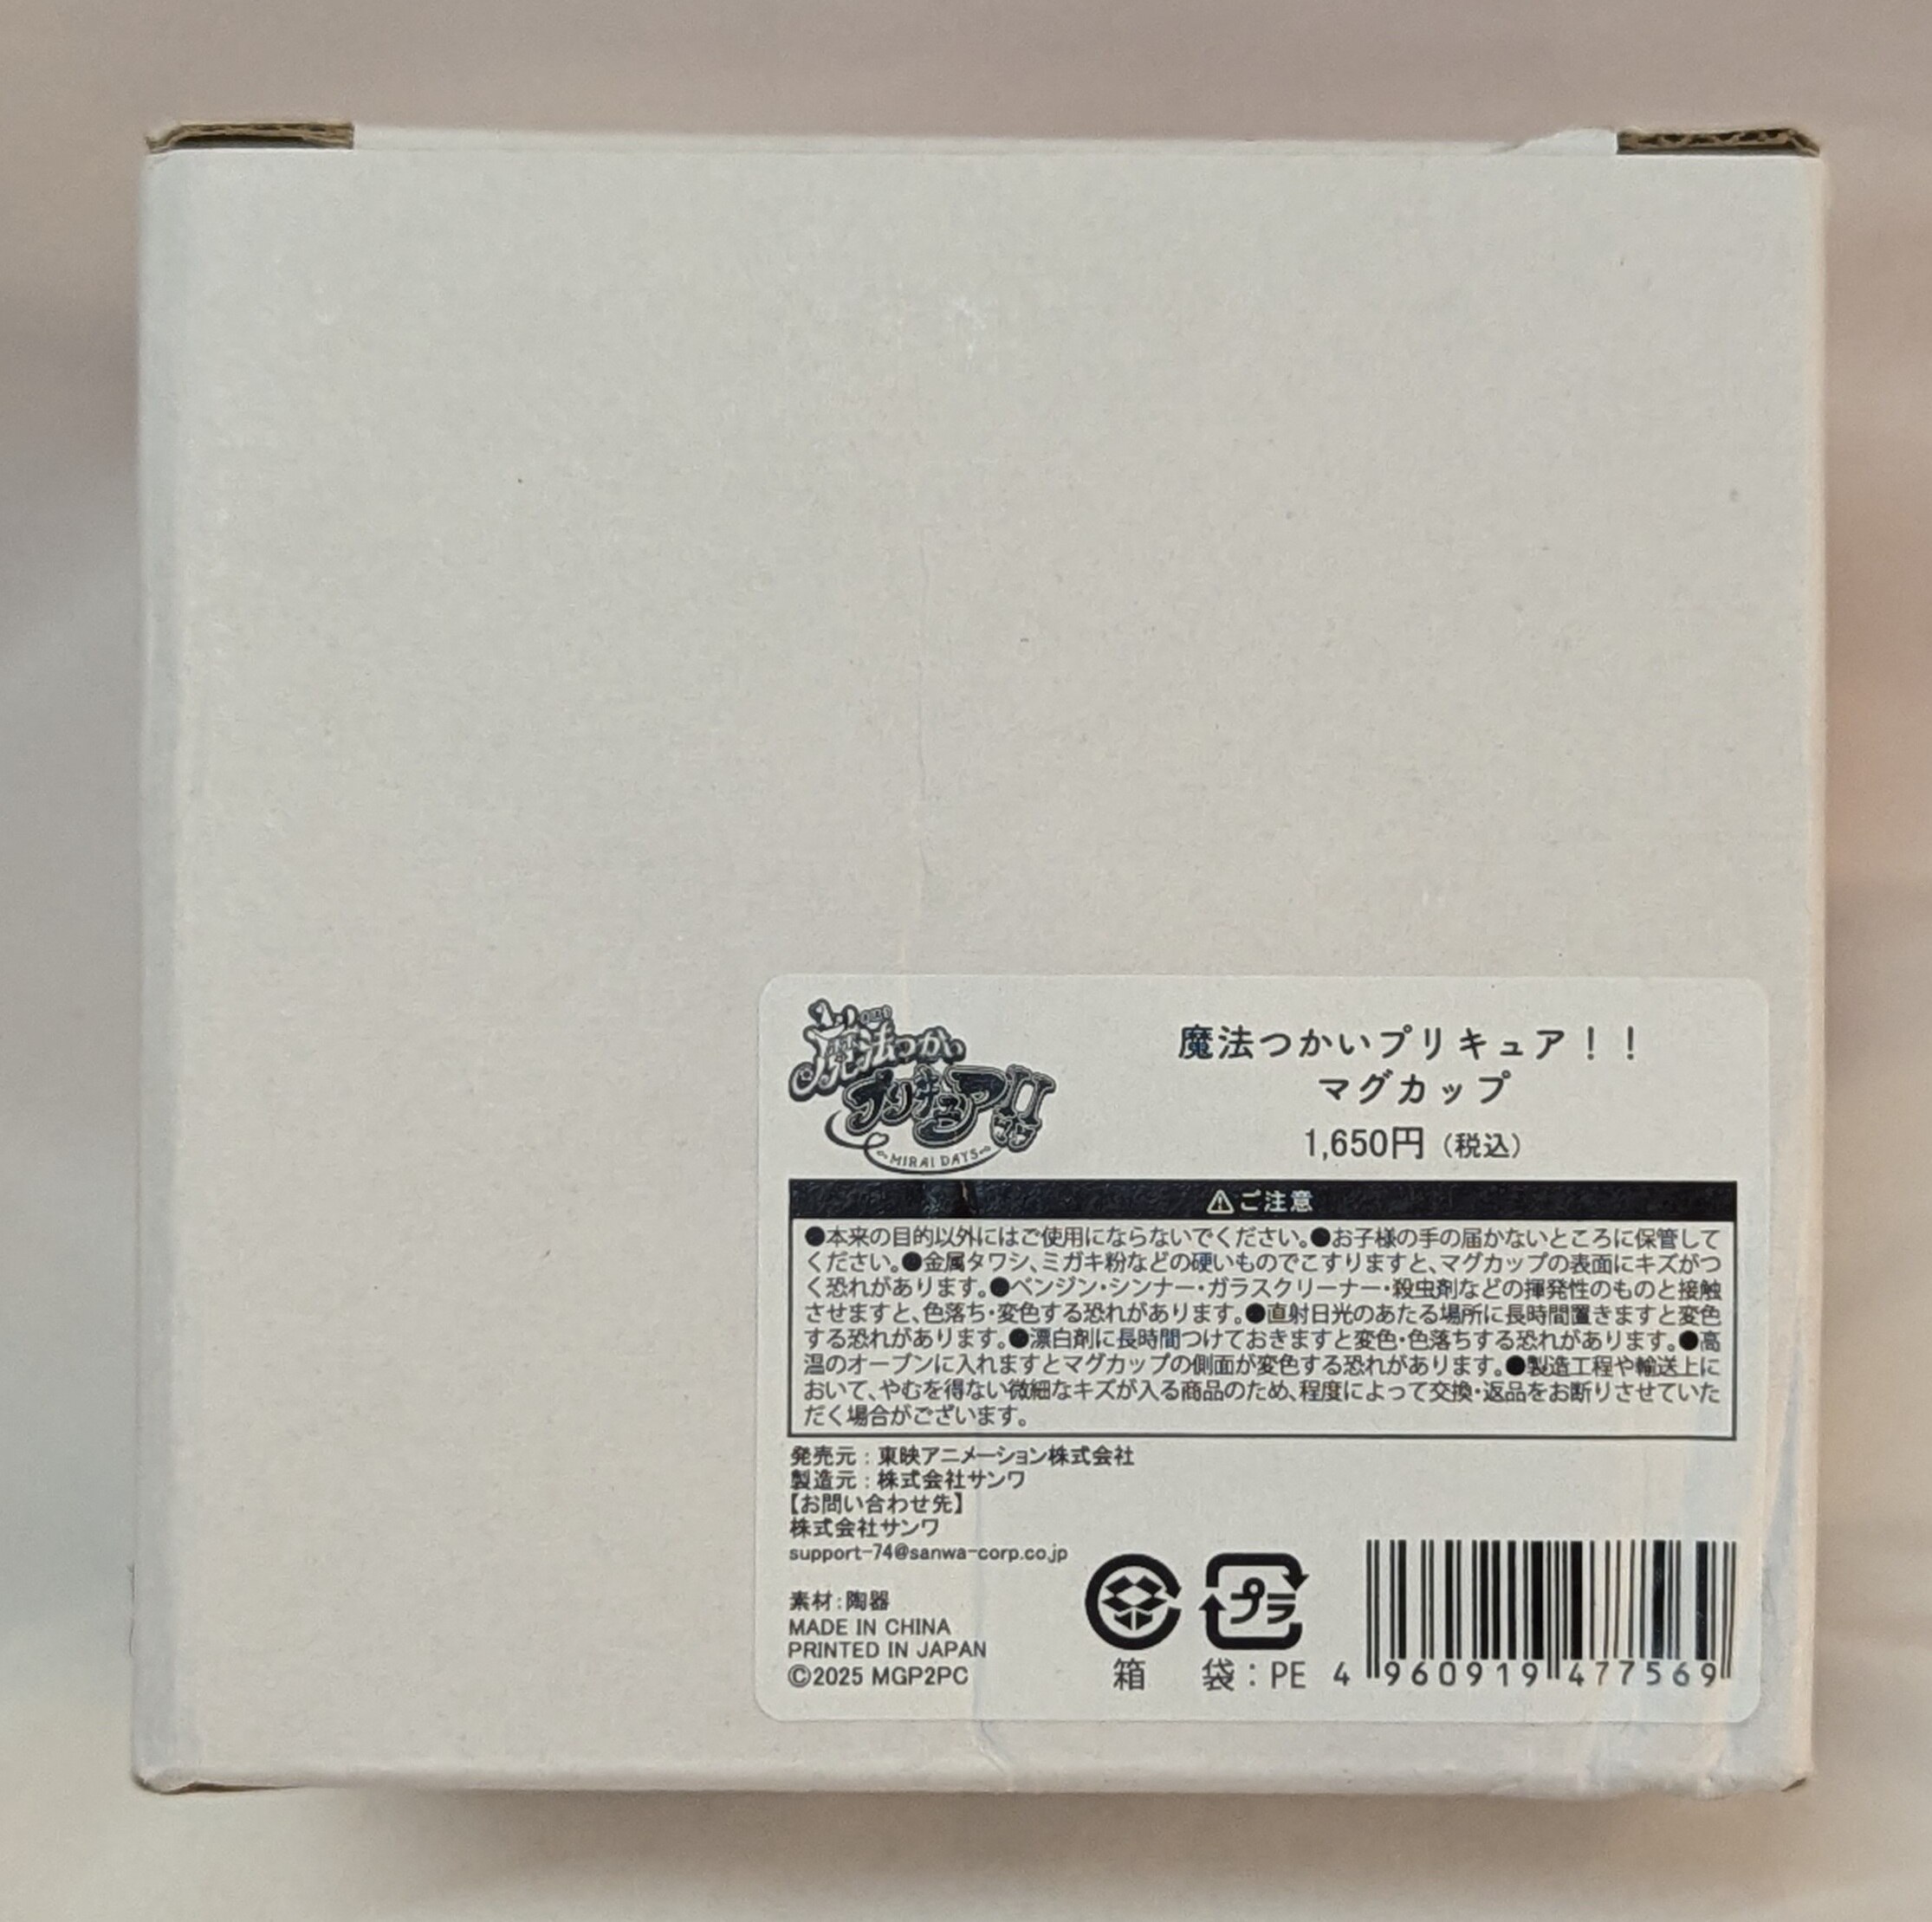 魔法つかい
プリキュア!!
MIRAI DAYS
魔法つかいプリキュア!!
マグカップ
1,650円(税込)
⚠ご注意
●本来の目的以外にはご使用にならないでください。●お子様の手の届かないところに保管して
ください。●金属タワシ、ミガキ粉などの硬いものでこすりますと、マグカップの表面にキズがつ
く恐れがあります。●ベンジン・シンナー・ガラスクリーナー・殺虫剤などの揮発性のものと接触
させますと、色落ち・変色する恐れがあります。●直射日光のあたる場所に長時間置きますと変色
する恐れがあります。●漂白剤に長時間つけておきますと変色・色落ちする恐れがあります。●高
温のオーブンに入れますとマグカップの側面が変色する恐れがあります。●製造工程や輸送上に
おいて、やむを得ない微細なキズが入る商品のため、程度によって交換・返品をお断りさせていた
だく場合がございます。
発売元:東映アニメーション株式会社
製造元:株式会社サンワ
【お問い合わせ先】
株式会社サンワ
support-74@sanwa-corp.co.jp
素材:陶器
MADE IN CHINA
PRINTED IN JAPAN
©2025 MGP2PC
箱
プラ
袋:PE
4 960919 477569